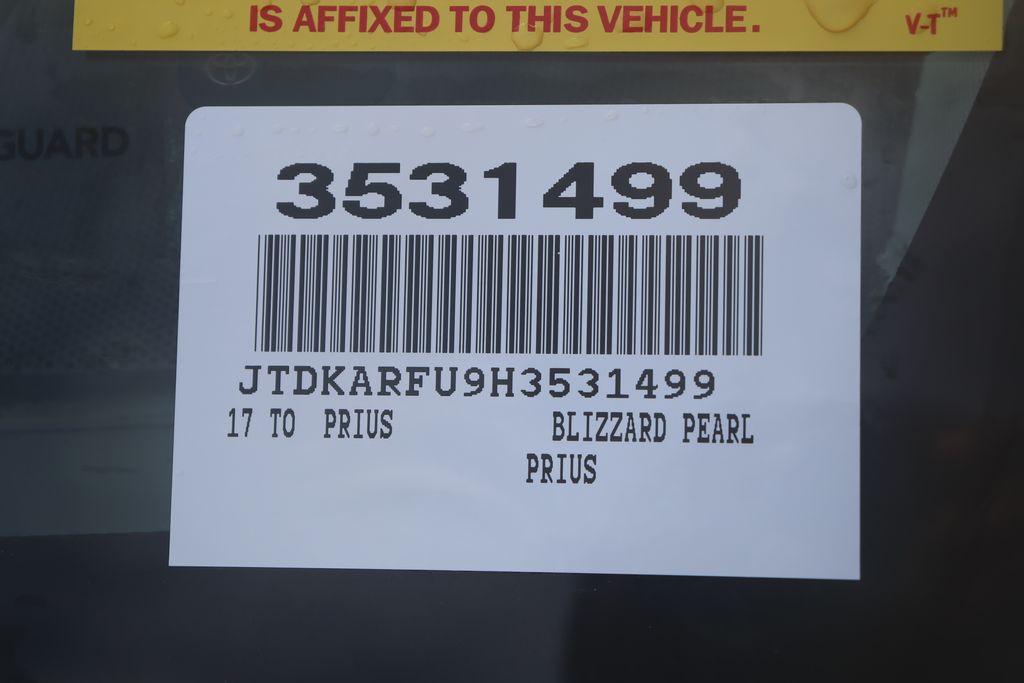 IS AFFIXED TO THIS VEHICLE.
V-T™
GUARD
3531499
JTDKARFU9H3531499
17 TO PRIUS BLIZZARD PEARL
PRIUS